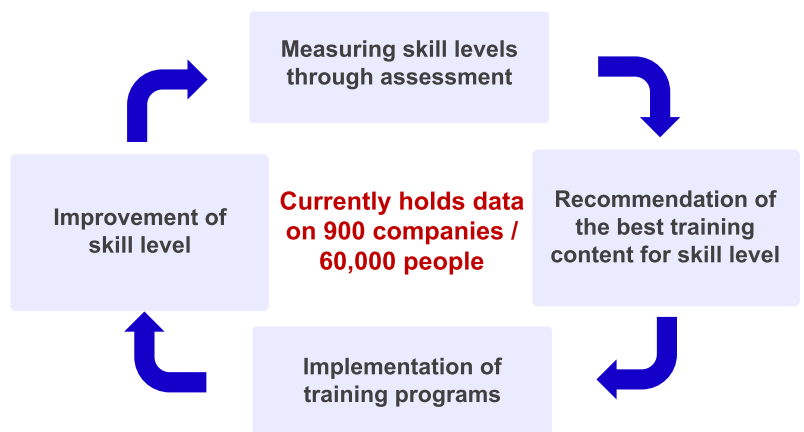 Measuring skill levels
through assessment
Recommendation of
the best training
content for skill level
Implementation of
training programs
Improvement of
skill level
Currently holds data
on 900 companies /
60,000 people